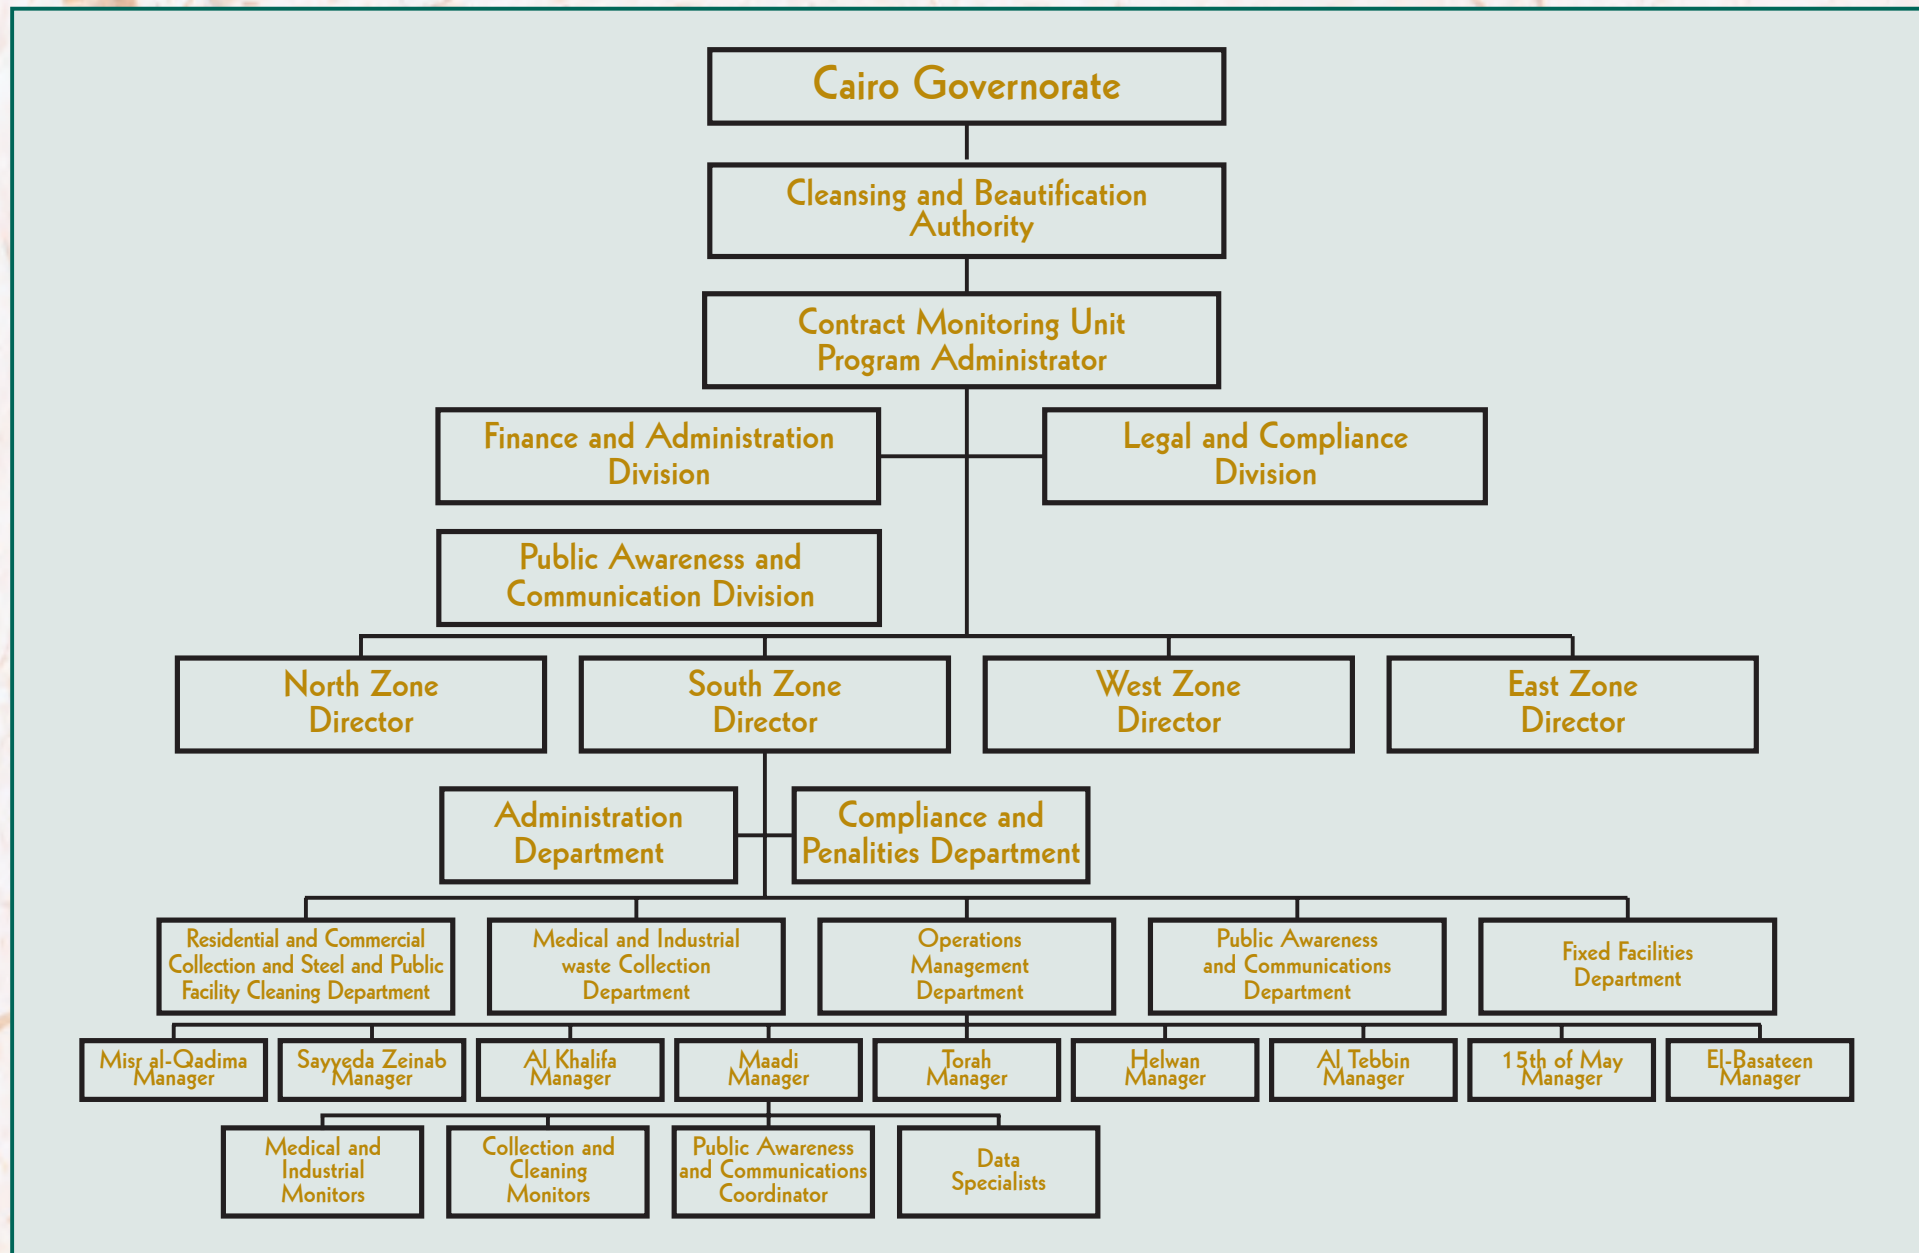 Cairo Governorate
Cleansing and Beautification
Authority
Contract Monitoring Unit
Program Administrator
Finance and Administration
Division
Legal and Compliance
Division
Public Awareness and
Communication Division
North Zone
Director
South Zone
Director
West Zone
Director
East Zone
Director
Administration
Department
Compliance and
Penalities Department
Residential and Commercial
Collection and Steel and Public
Facility Cleaning Department
Medical and Industrial
waste Collection
Department
Operations
Management
Department
Public Awareness
and Communications
Department
Fixed Facilities
Department
Misr al-Qadima
Manager
Sayyeda Zeinab
Manager
Al Khalifa
Manager
Maadi
Manager
Torah
Manager
Helwan
Manager
Al Tebbin
Manager
15th of May
Manager
El-Basateen
Manager
Medical and
Industrial
Monitors
Collection and
Cleaning
Monitors
Public Awareness
and Communications
Coordinator
Data
Specialists